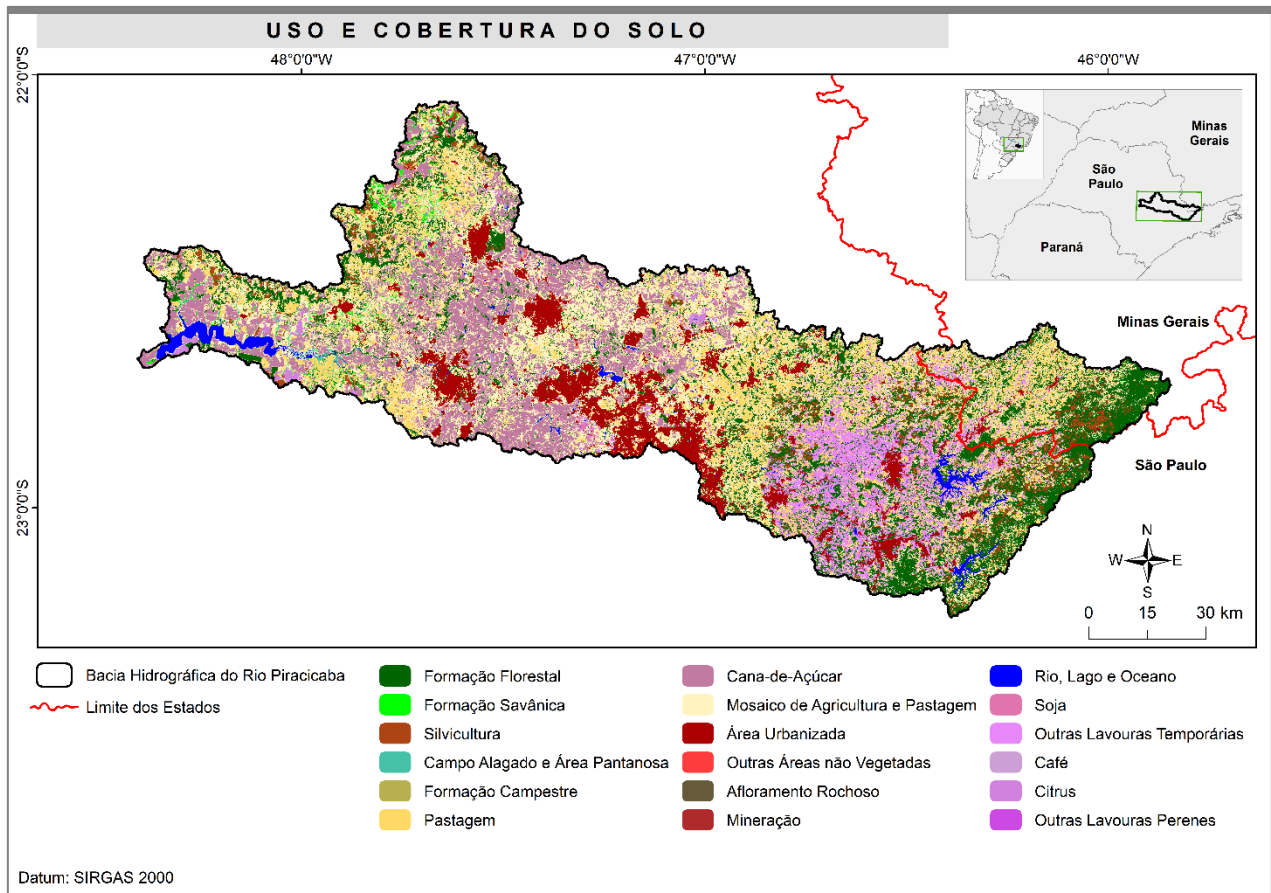 USO E COBERTURA DO SOLO
48°0'0"W
47°0'0"W
46°0'0"W
22°0'0"S
23°0'0"S
Minas
Gerais
São
Paulo
Paraná
Minas Gerais
São Paulo
N
W
E
S
0 15 30 km
Bacia Hidrográfica do Rio Piracicaba
Limite dos Estados
Formação Florestal
Formação Savânica
Silvicultura
Campo Alagado e Área Pantanosa
Formação Campestre
Pastagem
Cana-de-Açúcar
Mosaico de Agricultura e Pastagem
Área Urbanizada
Outras Áreas não Vegetadas
Afloramento Rochoso
Mineração
Rio, Lago e Oceano
Soja
Outras Lavouras Temporárias
Café
Citrus
Outras Lavouras Perenes
Datum: SIRGAS 2000